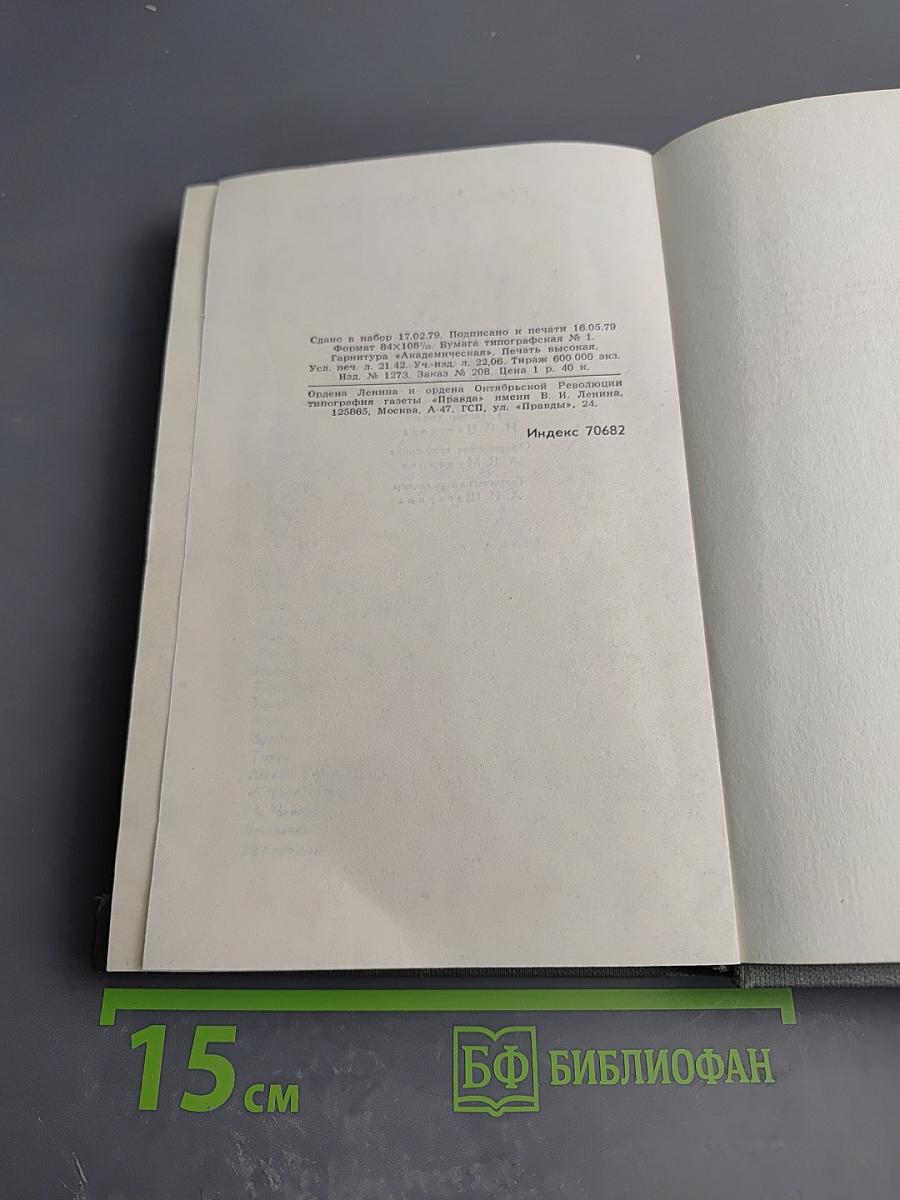 Сдано в набор 17.02.79. Подписано к печати 16.05.79
Формат 84×108¹/₃₂. Бумага типографская № 1.
Гарнитура «Академическая». Печать высокая.
Усл. печ. л. 21.42. Уч.-изд. л. 22,06. Тираж 600 000 экз.
Изд. № 1273. Заказ № 208. Цена 1 р. 40 к.
Ордена Ленина и ордена Октябрьской Революции
типография газеты «Правда» имени В. И. Ленина,
125865, Москва, А-47, ГСП, ул. «Правды», 24.
Индекс 70682
15 см
БФ БИБЛИОФАН